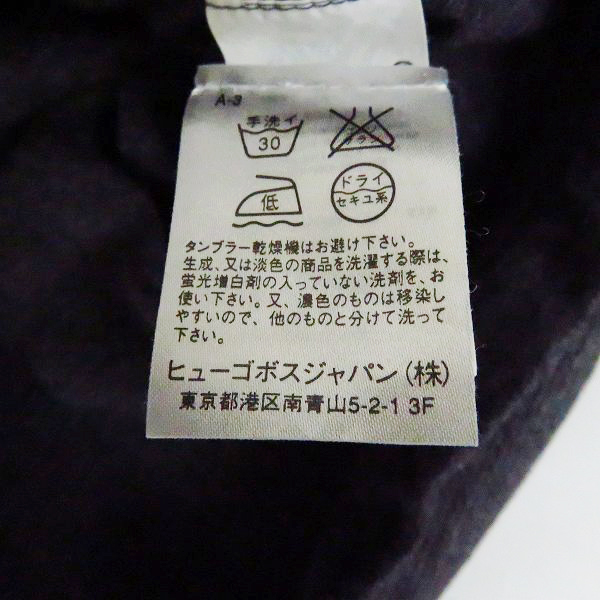 A-3
手洗イ
30
エンソ
サラシ
低
ドライ
セキユ系
タンブラー乾燥機はお避け下さい。
生成、又は淡色の商品を洗濯する際は、
蛍光増白剤の入っていない洗剤を、お
使い下さい。又、濃色のものは移染し
やすいので、他のものと分けて洗って
下さい。
ヒューゴボスジャパン(株)
東京都港区南青山5-2-1 3F